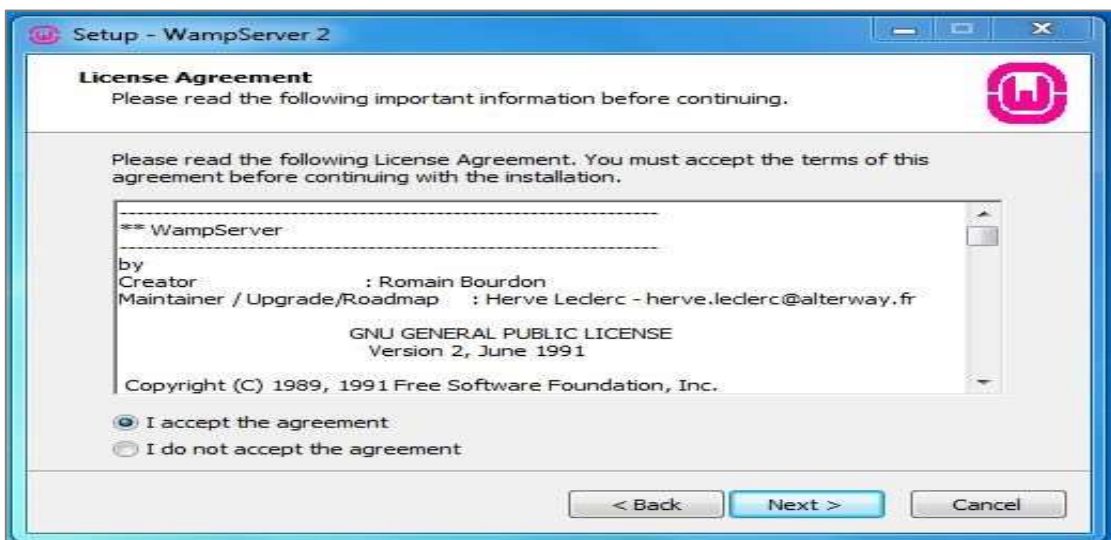 Setup - WampServer 2
License Agreement
Please read the following important information before continuing.
Please read the following License Agreement. You must accept the terms of this
agreement before continuing with the installation.
------------------------------------------------------------
** WampServer
------------------------------------------------------------
by
Creator : Romain Bourdon
Maintainer / Upgrade/Roadmap : Herve Leclerc - herve.leclerc@alterway.fr
GNU GENERAL PUBLIC LICENSE
Version 2, June 1991
Copyright (C) 1989, 1991 Free Software Foundation, Inc.
I accept the agreement
I do not accept the agreement
< Back Next > Cancel